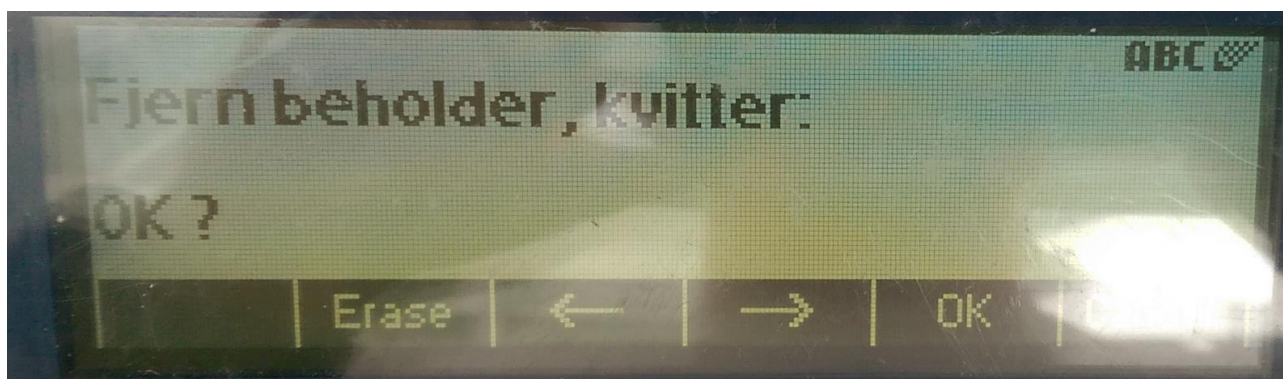 ABC
Fjern beholder, kvitter:
OK ?
Erase ← → OK